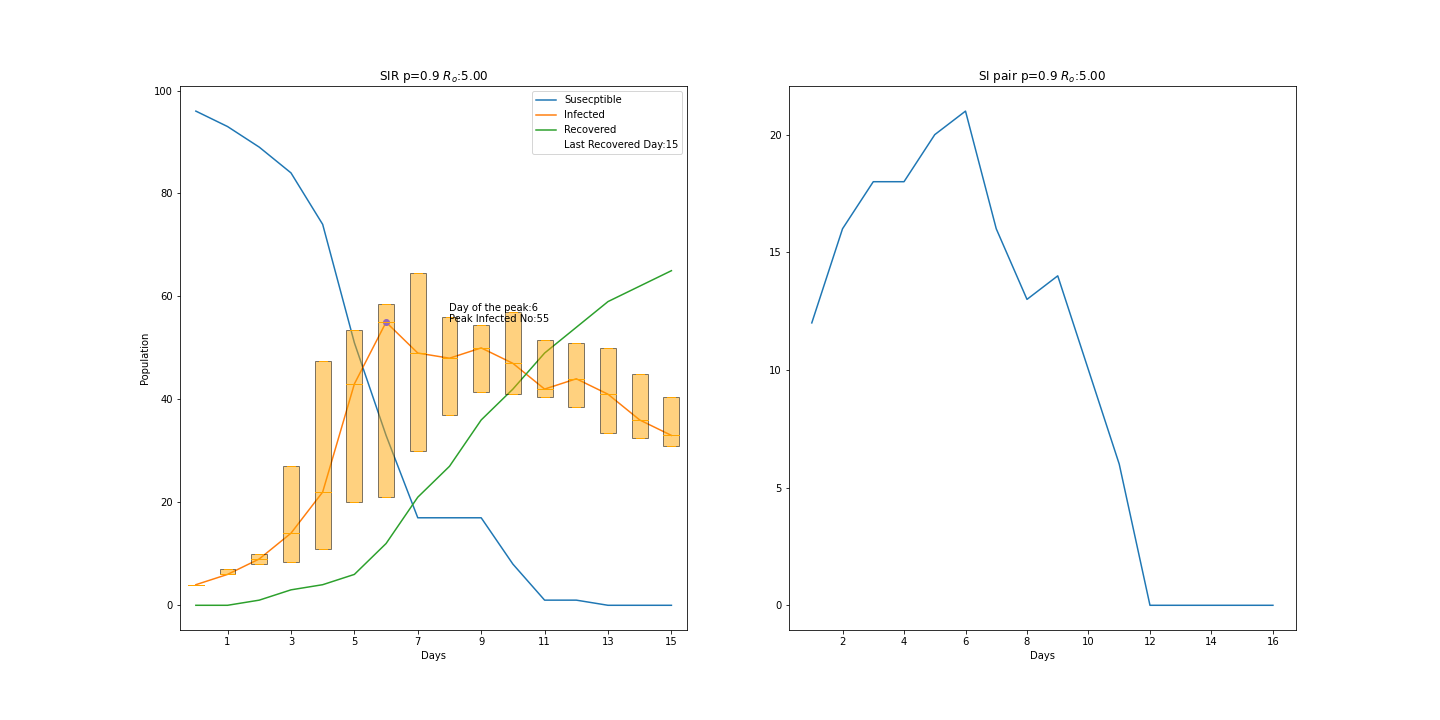 SIR p=0.9 Rₒ:5.00
Susecptible
Infected
Recovered
Last Recovered Day:15
Day of the peak:6
Peak Infected No:55
Population
100
80
60
40
20
0
1 3 5 7 9 11 13 15
Days
SI pair p=0.9 Rₒ:5.00
20
15
10
5
0
2 4 6 8 10 12 14 16
Days